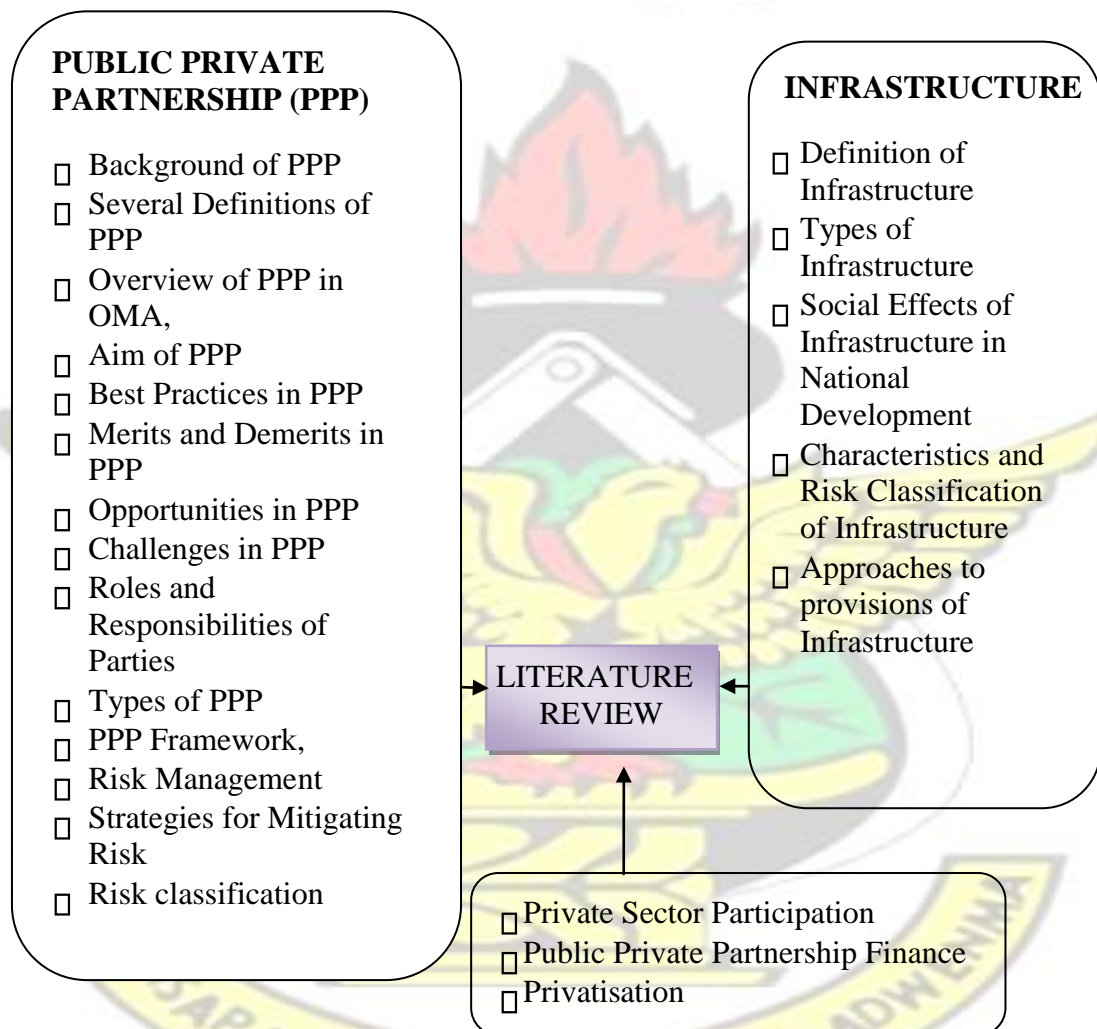 PUBLIC PRIVATE
PARTNERSHIP (PPP)
Background of PPP
Several Definitions of
PPP
Overview of PPP in
OMA,
Aim of PPP
Best Practices in PPP
Merits and Demerits in
PPP
Opportunities in PPP
Challenges in PPP
Roles and
Responsibilities of
Parties
Types of PPP
PPP Framework,
Risk Management
Strategies for Mitigating
Risk
Risk classification
INFRASTRUCTURE
Definition of
Infrastructure
Types of
Infrastructure
Social Effects of
Infrastructure in
National
Development
Characteristics and
Risk Classification
of Infrastructure
Approaches to
provisions of
Infrastructure
LITERATURE
REVIEW
Private Sector Participation
Public Private Partnership Finance
Privatisation
ADWENMA